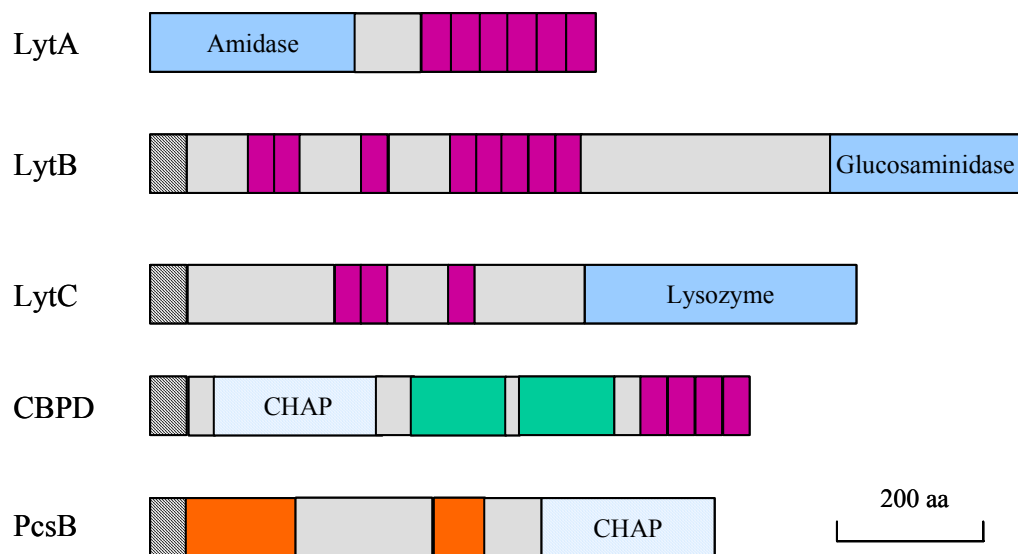 LytA
Amidase
LytB
Glucosaminidase
LytC
Lysozyme
CBPD
CHAP
200 aa
PcsB
CHAP